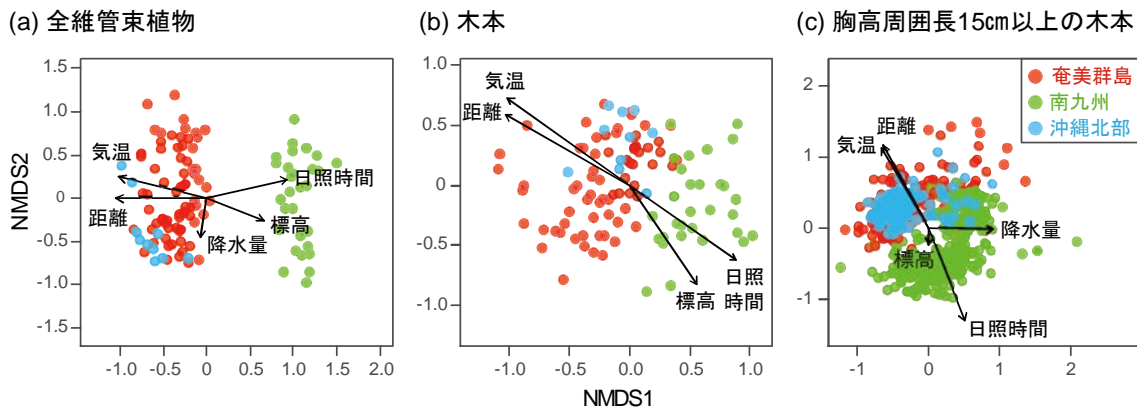 (a) 全維管束植物
(b) 木本
(c) 胸高周囲長15㎝以上の木本
NMDS2
1.5
1.0
0.5
0
-0.5
-1.0
-1.5
気温
距離
日照時間
標高
降水量
-1.0
0.0
1.0
1.5
2.0
1.0
0.5
0
-0.5
-1.0
気温
距離
日照
時間
標高
-1.0
-0.5
0.0
0.5
1.0
NMDS1
2
1
0
-1
奄美群島
南九州
沖縄北部
距離
気温
降水量
標高
日照時間
-1
0
1
2